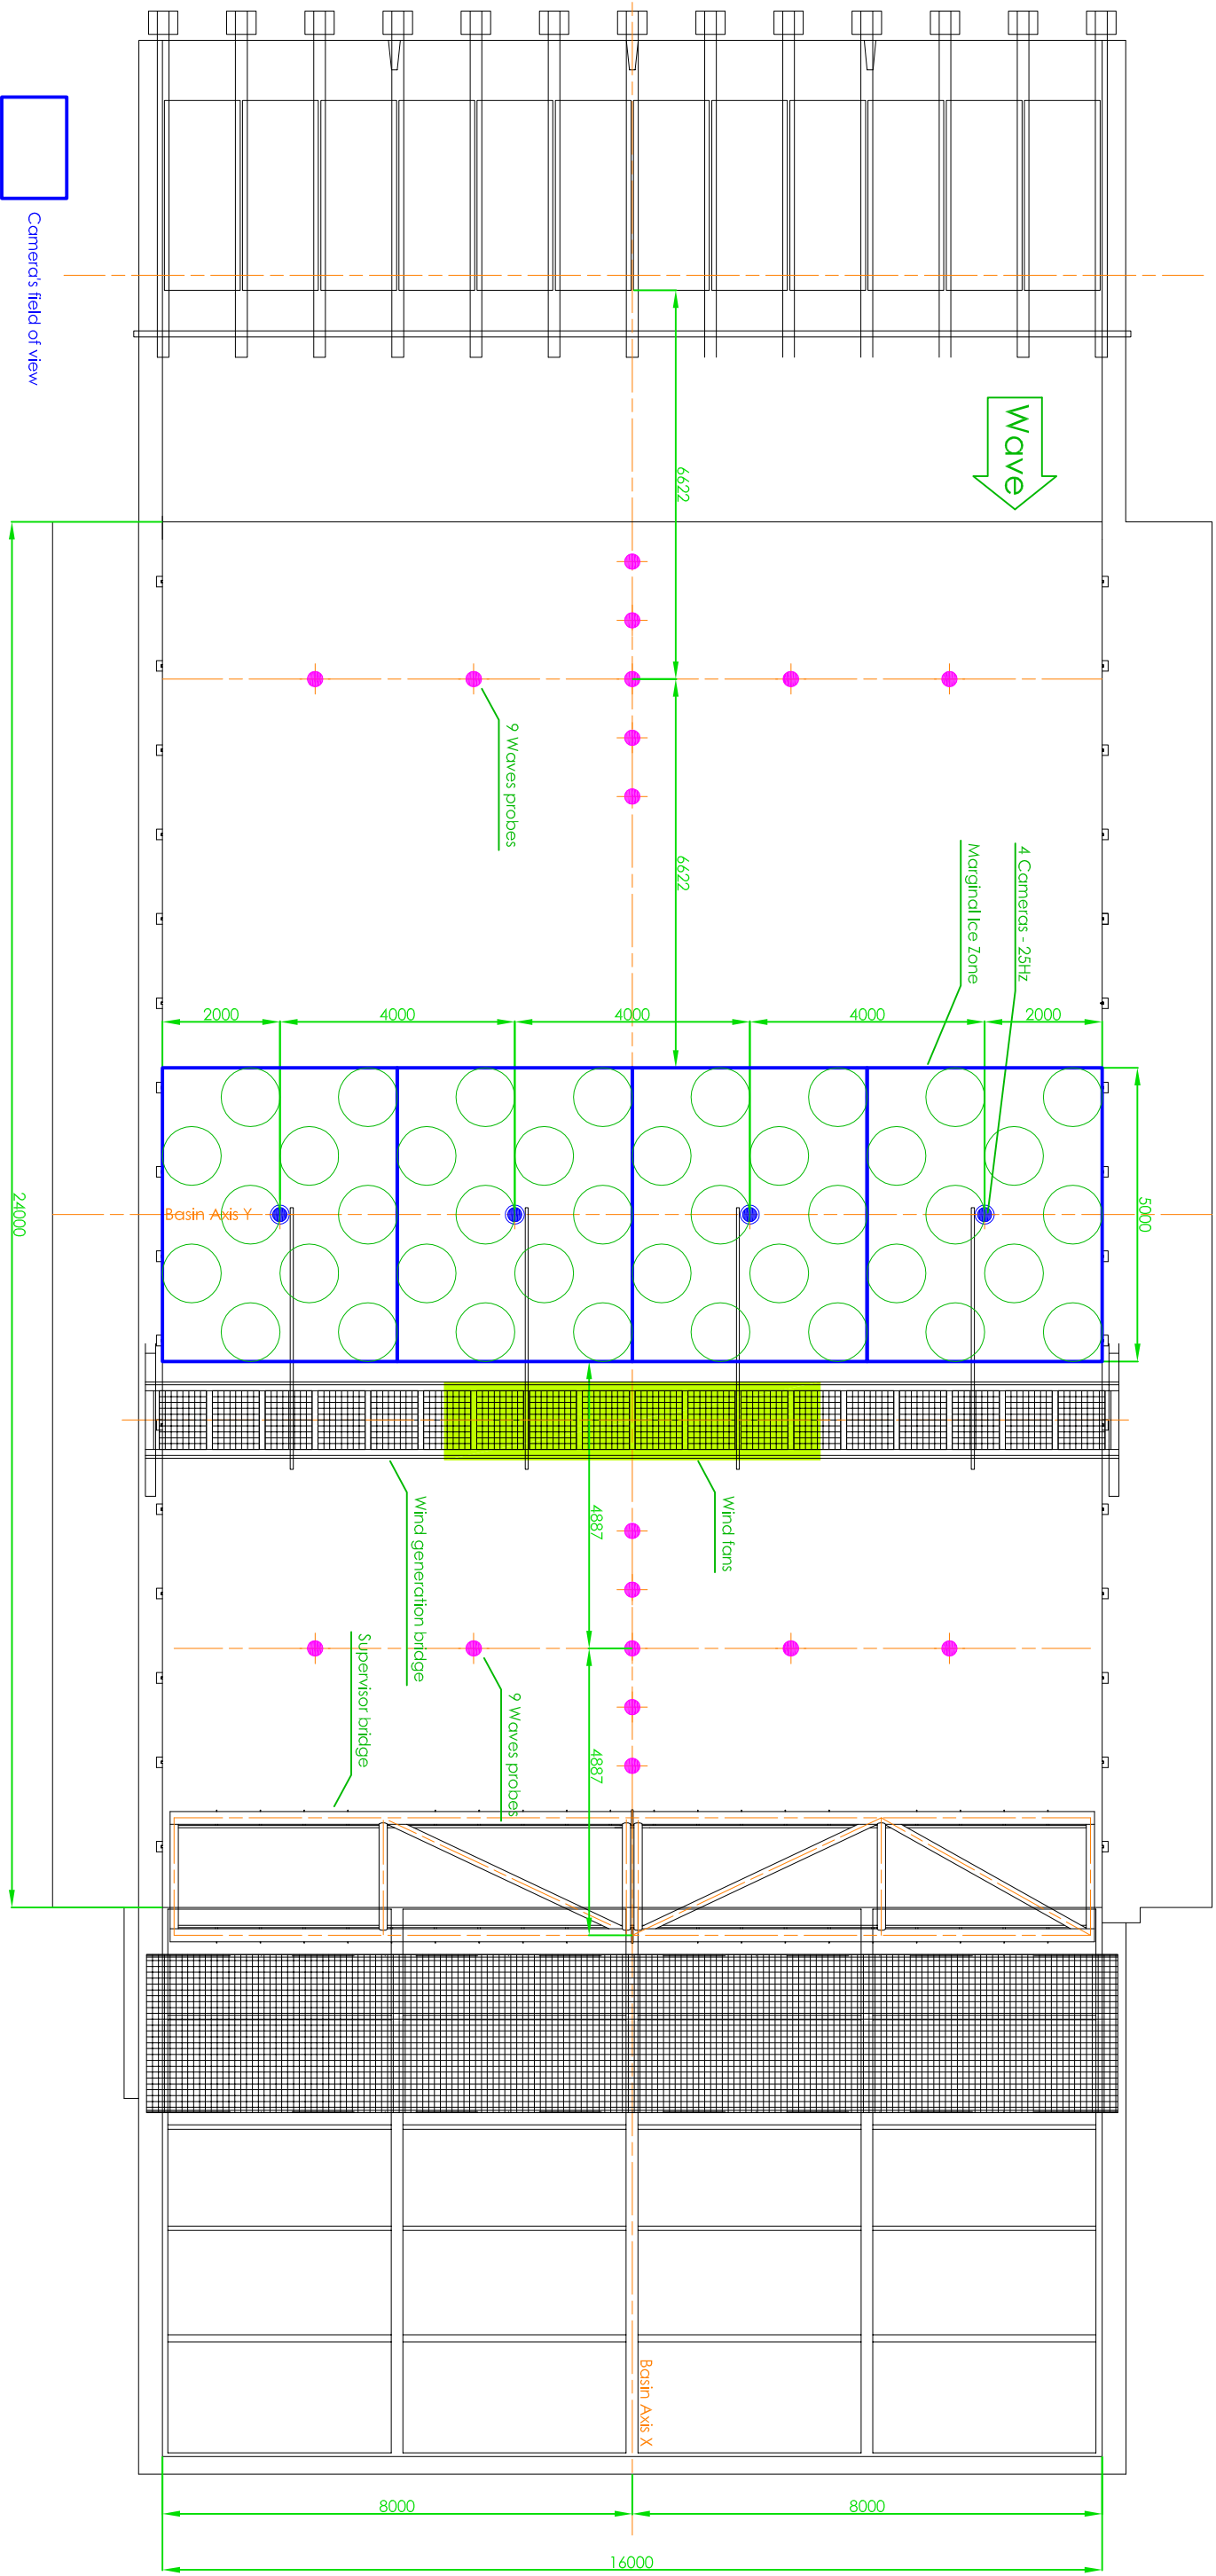 Camera's field of view
Wave
6622
9 Waves probes
6622
Marginal Ice Zone
4 Cameras - 25Hz
2000
4000
4000
4000
2000
5000
24000
Basin Axis Y
Wind generation bridge
4887
Wind fans
Supervisor bridge
9 Waves probes
4887
Basin Axis X
8000
8000
16000